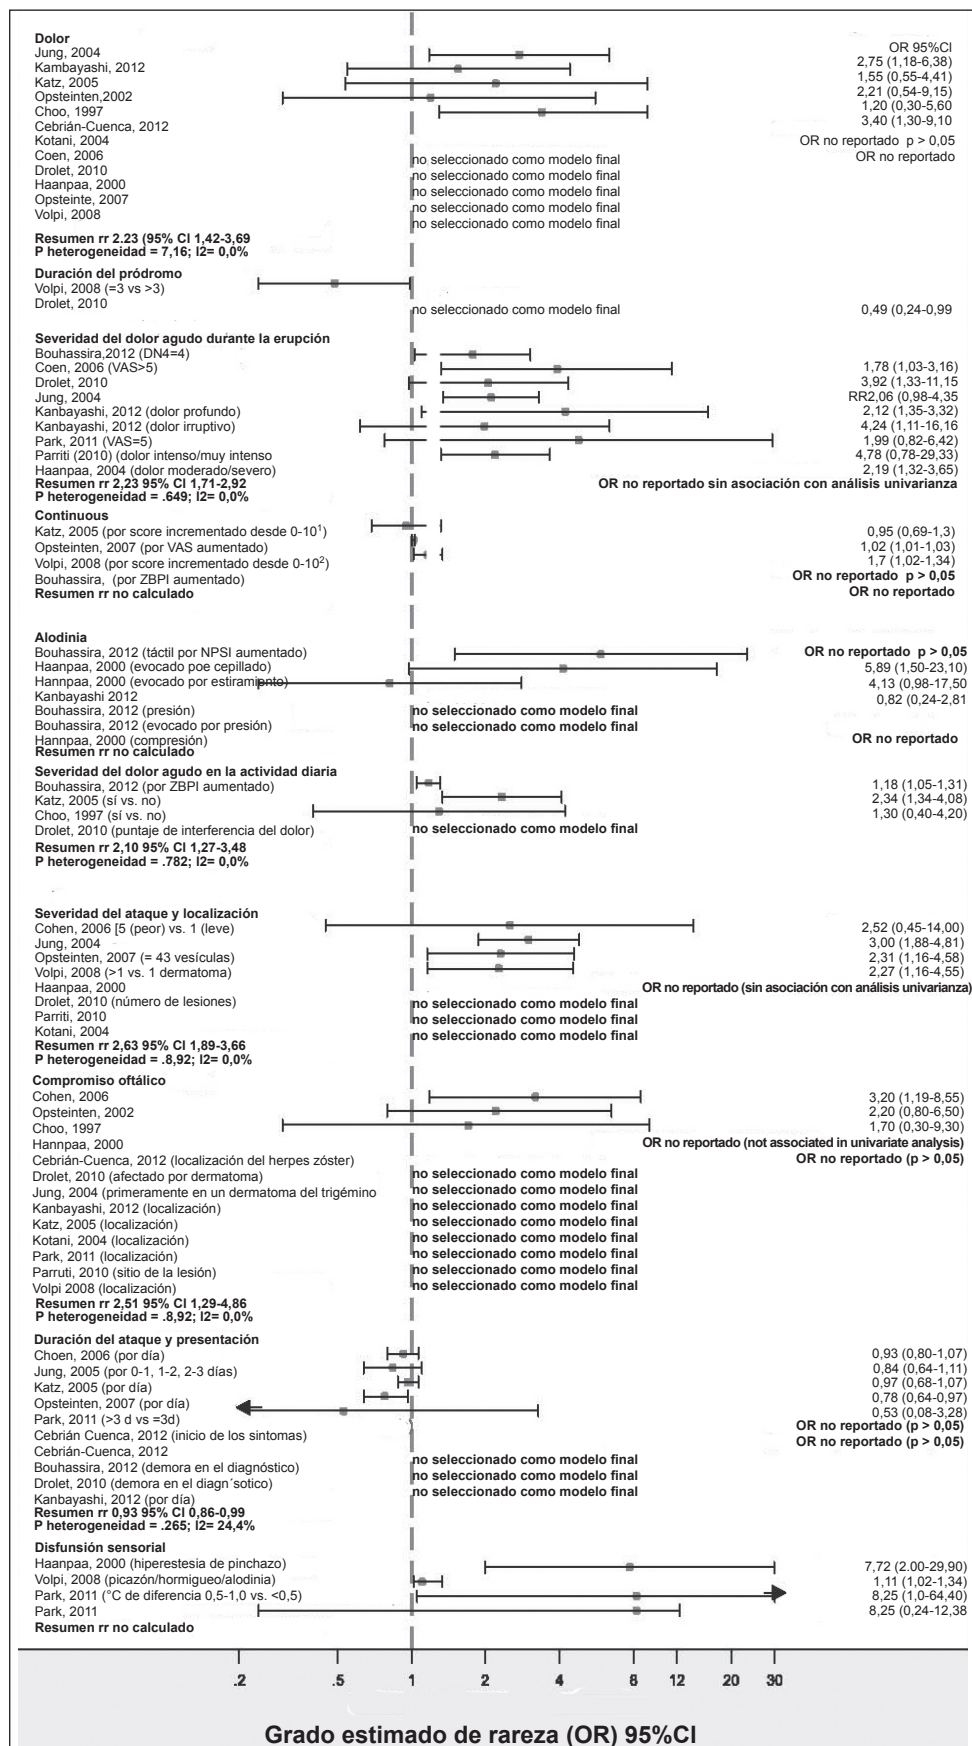 Dolor
OR 95%CI
Jung, 2004 2,75 (1,18-6,38)
Kambayashi, 2012 1,55 (0,55-4,41)
Katz, 2005 2,21 (0,54-9,15)
Opsteinten,2002 1,20 (0,30-5,60
Choo, 1997 3,40 (1,30-9,10
Cebrián-Cuenca, 2012
Kotani, 2004 OR no reportado p > 0,05
Coen, 2006 no seleccionado como modelo final OR no reportado
Drolet, 2010 no seleccionado como modelo final
Haanpaa, 2000 no seleccionado como modelo final
Opsteinte, 2007 no seleccionado como modelo final
Volpi, 2008 no seleccionado como modelo final
Resumen rr 2.23 (95% CI 1,42-3,69
P heterogeneidad = 7,16; I2= 0,0%
Duración del pródromo
Volpi, 2008 (=3 vs >3)
Drolet, 2010 no seleccionado como modelo final 0,49 (0,24-0,99
Severidad del dolor agudo durante la erupción
Bouhassira,2012 (DN4=4)
Coen, 2006 (VAS>5) 1,78 (1,03-3,16)
Drolet, 2010 3,92 (1,33-11,15
Jung, 2004 RR2,06 (0,98-4,35
Kanbayashi, 2012 (dolor profundo) 2,12 (1,35-3,32)
Kanbayashi, 2012 (dolor irruptivo) 4,24 (1,11-16,16
Park, 2011 (VAS=5) 1,99 (0,82-6,42)
Parriti (2010) (dolor intenso/muy intenso 4,78 (0,78-29,33)
Haanpaa, 2004 (dolor moderado/severo) 2,19 (1,32-3,65)
Resumen rr 2,23 95% CI 1,71-2,92 OR no reportado sin asociación con análisis univarianza
P heterogeneidad = .649; I2= 0,0%
Continuous
Katz, 2005 (por score incrementado desde 0-10¹) 0,95 (0,69-1,3)
Opsteinten, 2007 (por VAS aumentado) 1,02 (1,01-1,03)
Volpi, 2008 (por score incrementado desde 0-10²) 1,7 (1,02-1,34)
Bouhassira, (por ZBPI aumentado) OR no reportado p > 0,05
Resumen rr no calculado OR no reportado
Alodinia
Bouhassira, 2012 (táctil por NPSI aumentado) OR no reportado p > 0,05
Haanpaa, 2000 (evocado poe cepillado) 5,89 (1,50-23,10)
Hannpaa, 2000 (evocado por estiramiento) 4,13 (0,98-17,50
Kanbayashi 2012 0,82 (0,24-2,81
Bouhassira, 2012 (presión) no seleccionado como modelo final
Bouhassira, 2012 (evocado por presión) no seleccionado como modelo final
Hannpaa, 2000 (compresión) OR no reportado
Resumen rr no calculado
Severidad del dolor agudo en la actividad diaria
Bouhassira, 2012 (por ZBPI aumentado) 1,18 (1,05-1,31)
Katz, 2005 (sí vs. no) 2,34 (1,34-4,08)
Choo, 1997 (sí vs. no) 1,30 (0,40-4,20)
Drolet, 2010 (puntaje de interferencia del dolor) no seleccionado como modelo final
Resumen rr 2,10 95% CI 1,27-3,48
P heterogeneidad = .782; I2= 0,0%
Severidad del ataque y localización
Cohen, 2006 [5 (peor) vs. 1 (leve) 2,52 (0,45-14,00)
Jung, 2004 3,00 (1,88-4,81)
Opsteinten, 2007 (= 43 vesículas) 2,31 (1,16-4,58)
Volpi, 2008 (>1 vs. 1 dermatoma) 2,27 (1,16-4,55)
Haanpaa, 2000 OR no reportado (sin asociación con análisis univarianza)
Drolet, 2010 (número de lesiones) no seleccionado como modelo final
Parriti, 2010 no seleccionado como modelo final
Kotani, 2004 no seleccionado como modelo final
Resumen rr 2,63 95% CI 1,89-3,66
P heterogeneidad = .8,92; I2= 0,0%
Compromiso oftálico
Cohen, 2006 3,20 (1,19-8,55)
Opsteinten, 2002 2,20 (0,80-6,50)
Choo, 1997 1,70 (0,30-9,30)
Hannpaa, 2000 OR no reportado (not associated in univariate analysis)
Cebrián-Cuenca, 2012 (localización del herpes zóster) OR no reportado (p > 0,05)
Drolet, 2010 (afectado por dermatoma) no seleccionado como modelo final
Jung, 2004 (primeramente en un dermatoma del trigémino no seleccionado como modelo final
Kanbayashi, 2012 (localización) no seleccionado como modelo final
Katz, 2005 (localización) no seleccionado como modelo final
Kotani, 2004 (localización) no seleccionado como modelo final
Park, 2011 (localización) no seleccionado como modelo final
Parruti, 2010 (sitio de la lesión) no seleccionado como modelo final
Volpi 2008 (localización) no seleccionado como modelo final
Resumen rr 2,51 95% CI 1,29-4,86
P heterogeneidad = .8,92; I2= 0,0%
Duración del ataque y presentación
Choen, 2006 (por día) 0,93 (0,80-1,07)
Jung, 2005 (por 0-1, 1-2, 2-3 días) 0,84 (0,64-1,11)
Katz, 2005 (por día) 0,97 (0,68-1,07)
Opsteinten, 2007 (por día) 0,78 (0,64-0,97)
Park, 2011 (>3 d vs =3d) 0,53 (0,08-3,28)
Cebrián Cuenca, 2012 (inicio de los sintomas) OR no reportado (p > 0,05)
Cebrián-Cuenca, 2012 OR no reportado (p > 0,05)
Bouhassira, 2012 (demora en el diagnóstico) no seleccionado como modelo final
Drolet, 2010 (demora en el diagn´sotico) no seleccionado como modelo final
Kanbayashi, 2012 (por día) no seleccionado como modelo final
Resumen rr 0,93 95% CI 0,86-0,99
P heterogeneidad = .265; I2= 24,4%
Disfunsión sensorial
Haanpaa, 2000 (hiperestesia de pinchazo) 7,72 (2.00-29,90)
Volpi, 2008 (picazón/hormigueo/alodinia) 1,11 (1,02-1,34)
Park, 2011 (°C de diferencia 0,5-1,0 vs. <0,5) 8,25 (1,0-64,40)
Park, 2011 8,25 (0,24-12,38
Resumen rr no calculado
.2 .5 1 2 4 8 12 20 30
Grado estimado de rareza (OR) 95%CI